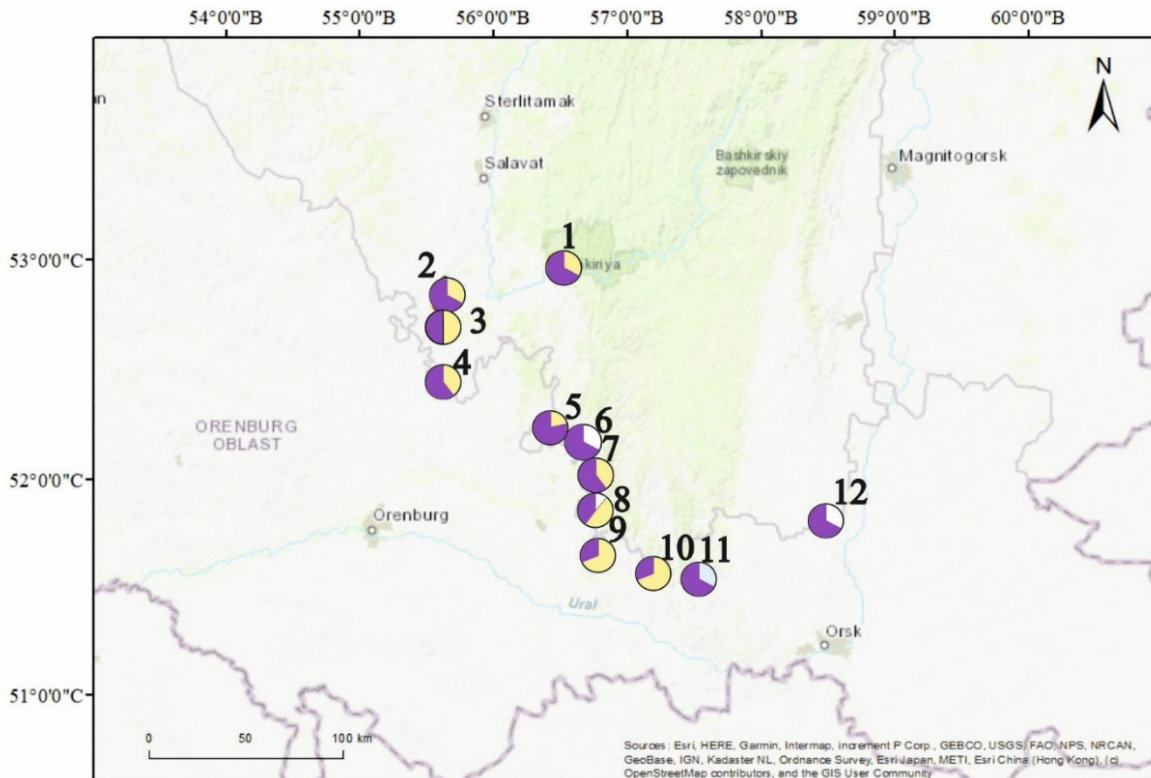 54°0'0"B 55°0'0"B 56°0'0"B 57°0'0"B 58°0'0"B 59°0'0"B 60°0'0"B
N
Sterlitamak
Salavat
Bashkirskiy
zapovednik
Magnitogorsk
53°0'0"C
1
kiriya
2
3
4
ORENBURG
OBLAST
5
6
7
52°0'0"C
8
9
10
11
12
Orenburg
Ural
Orsk
51°0'0"C
0 50 100 km
Sources: Esri, HERE, Garmin, Intermap, increment P Corp., GEBCO, USGS, FAO, NPS, NRCAN,
GeoBase, IGN, Kadaster NL, Ordnance Survey, Esri Japan, METI, Esri China (Hong Kong), (c)
OpenStreetMap contributors, and the GIS User Community